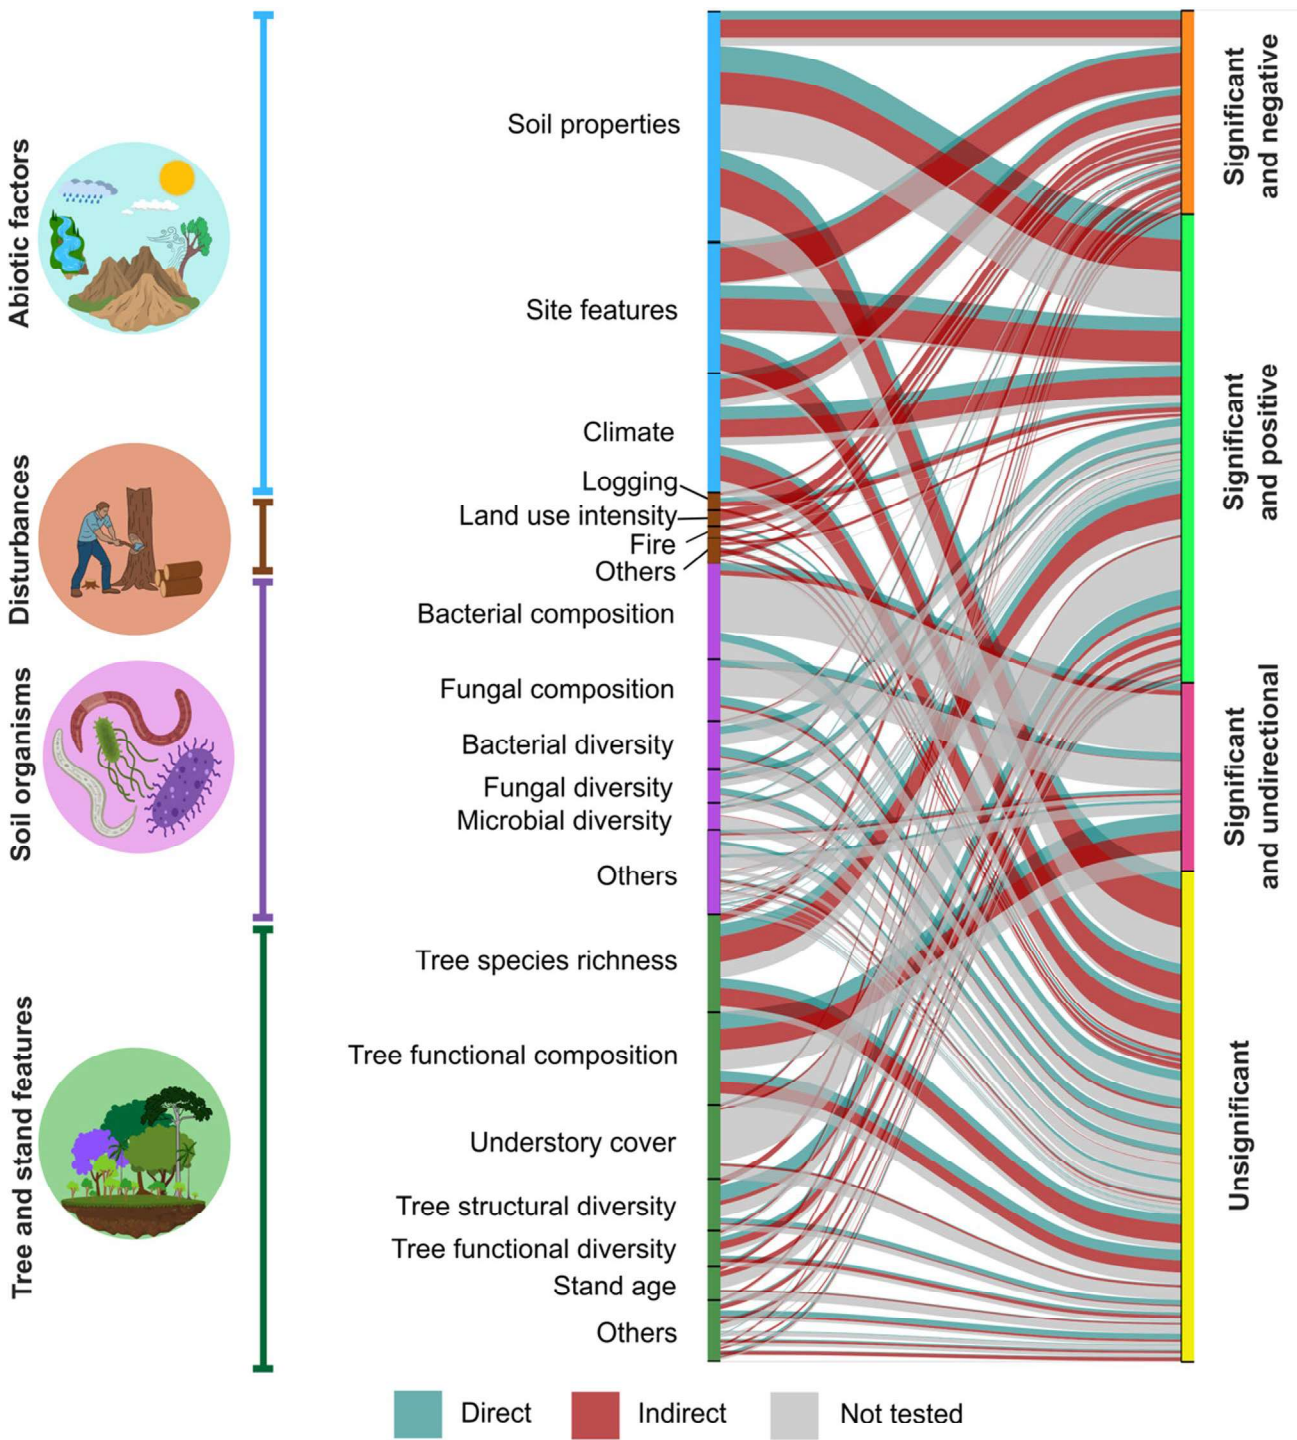 Abiotic factors
Disturbances
Soil organisms
Tree and stand features
Soil properties
Site features
Climate
Logging
Land use intensity
Fire
Others
Bacterial composition
Fungal composition
Bacterial diversity
Fungal diversity
Microbial diversity
Others
Tree species richness
Tree functional composition
Understory cover
Tree structural diversity
Tree functional diversity
Stand age
Others
Significant
and negative
Significant
and positive
Significant
and undirectional
Unsignificant
Direct
Indirect
Not tested